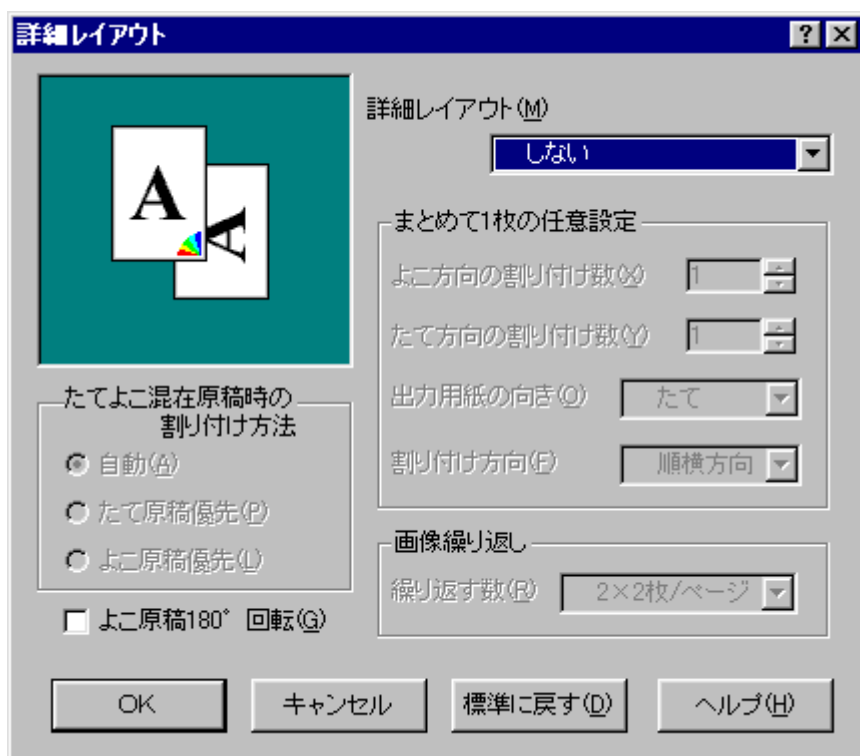 詳細レイアウト
A
A
詳細レイアウト(M)
しない
まとめて1枚の任意設定
よこ方向の割り付け数(X) 1
たて方向の割り付け数(Y) 1
出力用紙の向き(O) たて
割り付け方向(F) 順横方向
たてよこ混在原稿時の
割り付け方法
自動(A)
たて原稿優先(P)
よこ原稿優先(L)
よこ原稿180°回転(G)
画像繰り返し
繰り返す数(R) 2×2枚/ページ
OK キャンセル 標準に戻す(D) ヘルプ(H)